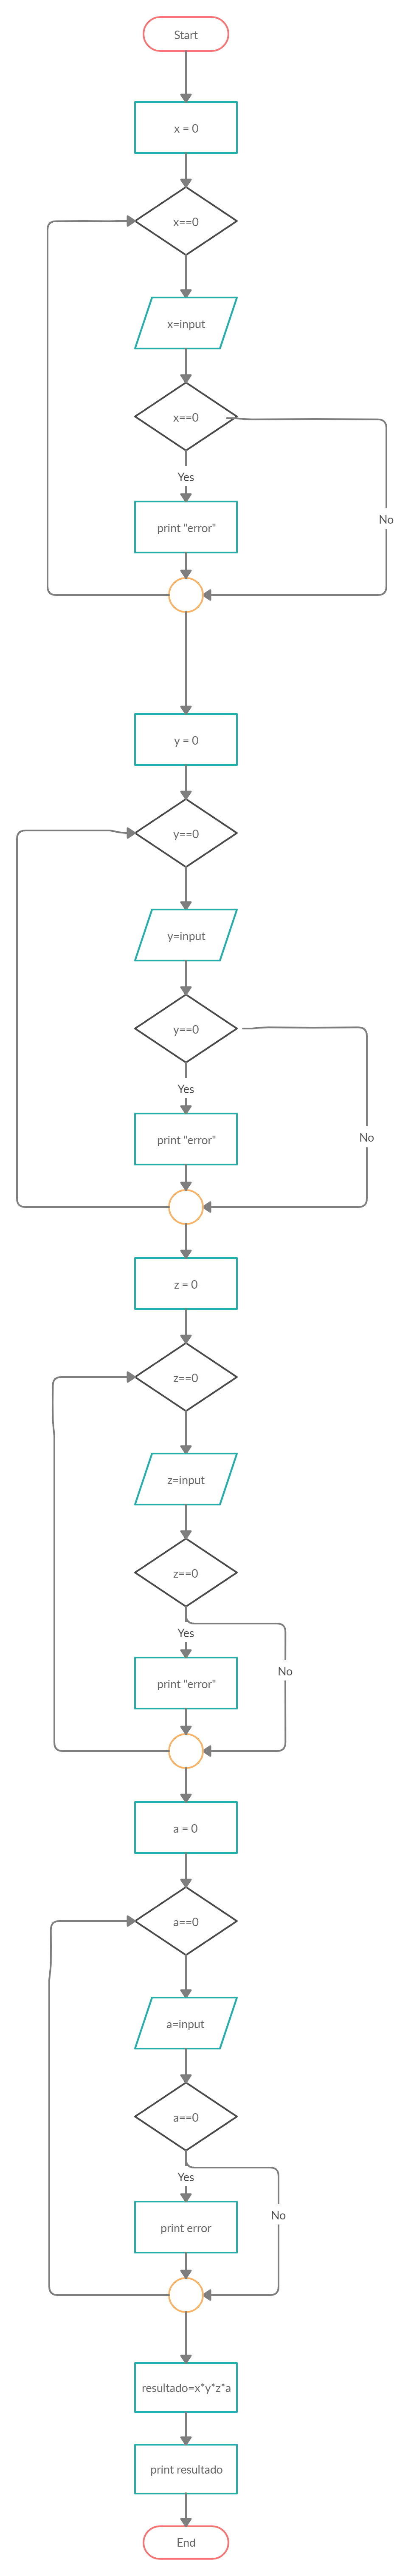 Start
x = 0
x==0
x=input
x==0
Yes
No
print "error"
y = 0
y==0
y=input
y==0
Yes
No
print "error"
z = 0
z==0
z=input
z==0
Yes
No
print "error"
a = 0
a==0
a=input
a==0
Yes
No
print error
resultado=x*y*z*a
print resultado
End